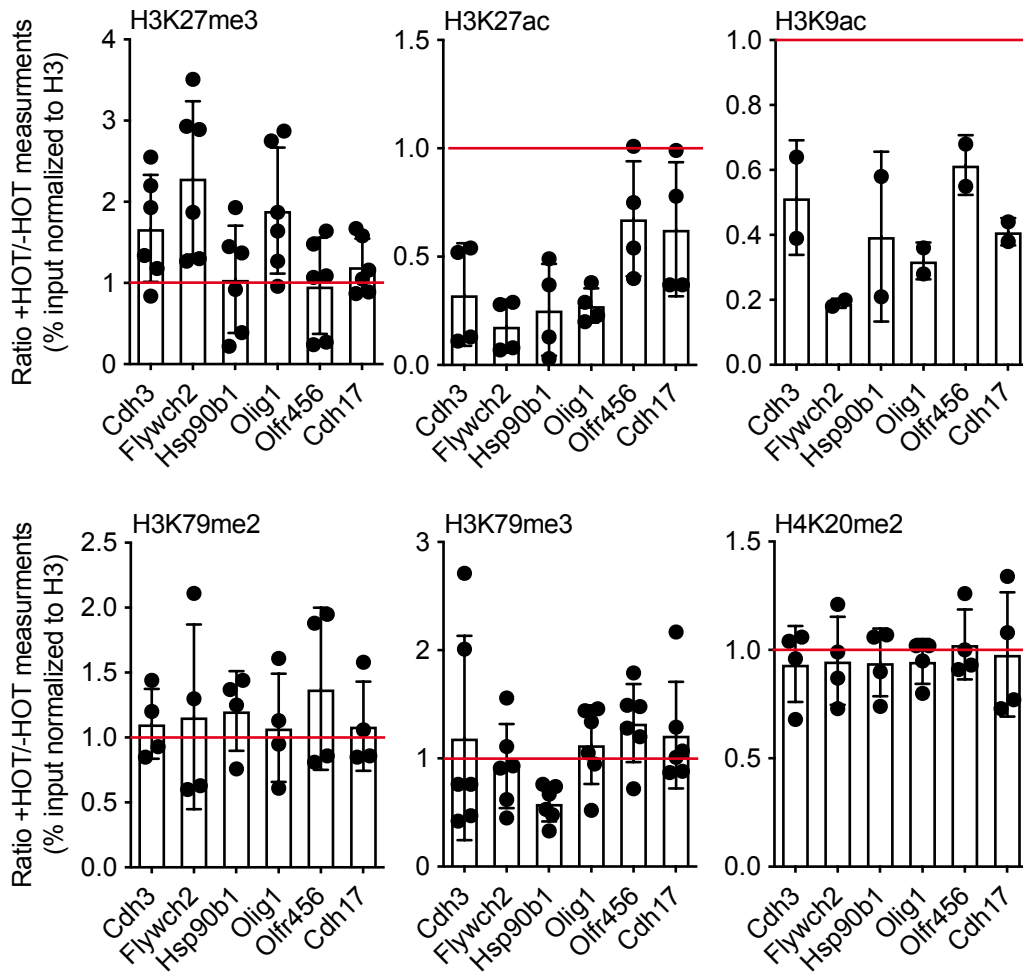 H3K27me3
Ratio +HOT/-HOT measurments
(% input normalized to H3)
4
3
2
1
0
Cdh3
Flywch2
Hsp90b1
Olig1
Olfr456
Cdh17
H3K27ac
1.5
1.0
0.5
0.0
Cdh3
Flywch2
Hsp90b1
Olig1
Olfr456
Cdh17
H3K9ac
1.0
0.8
0.6
0.4
0.2
0.0
Cdh3
Flywch2
Hsp90b1
Olig1
Olfr456
Cdh17
H3K79me2
Ratio +HOT/-HOT measurments
(% input normalized to H3)
2.5
2.0
1.5
1.0
0.5
0.0
Cdh3
Flywch2
Hsp90b1
Olig1
Olfr456
Cdh17
H3K79me3
3
2
1
0
Cdh3
Flywch2
Hsp90b1
Olig1
Olfr456
Cdh17
H4K20me2
1.5
1.0
0.5
0.0
Cdh3
Flywch2
Hsp90b1
Olig1
Olfr456
Cdh17